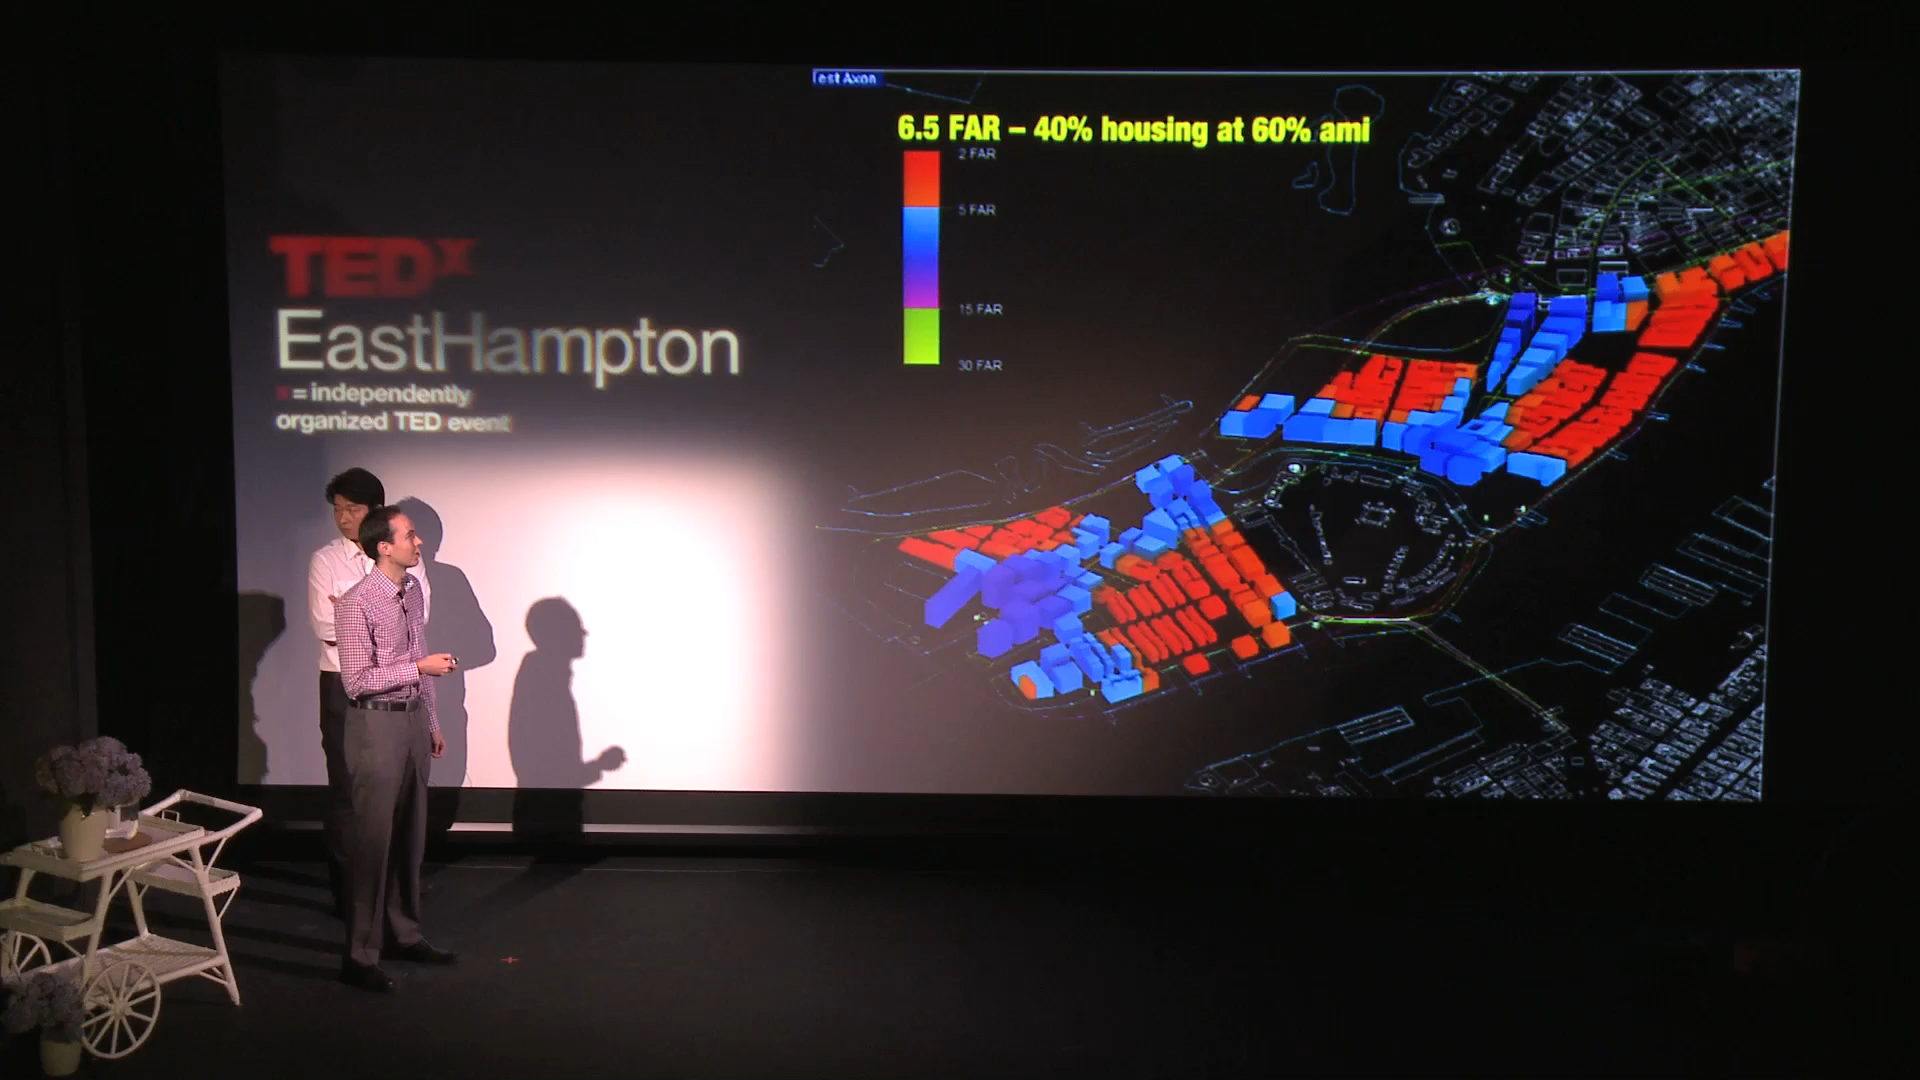 TEDx
EastHampton
x = independently
organized TED event
Test Axon
6.5 FAR – 40% housing at 60% ami
2 FAR
5 FAR
15 FAR
30 FAR